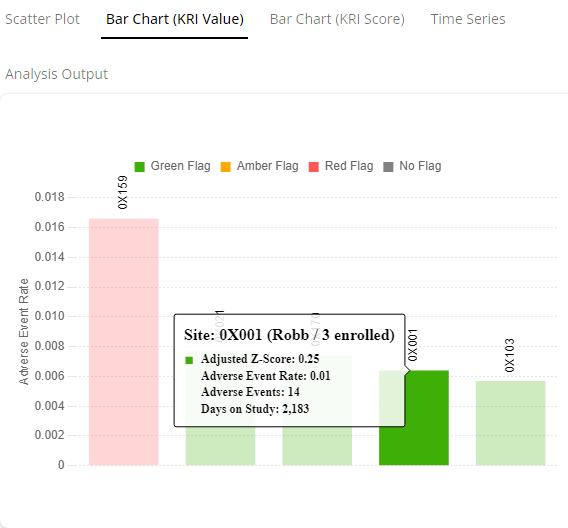 Scatter Plot Bar Chart (KRI Value) Bar Chart (KRI Score) Time Series
Analysis Output
Green Flag Amber Flag Red Flag No Flag
0X159
0.018
0.016
0.014
0.012
0.010
0.008
0.006
0.004
0.002
0
Adverse Event Rate
Site: 0X001 (Robb / 3 enrolled)
Adjusted Z-Score: 0.25
Adverse Event Rate: 0.01
Adverse Events: 14
Days on Study: 2,183
0X001
0X103